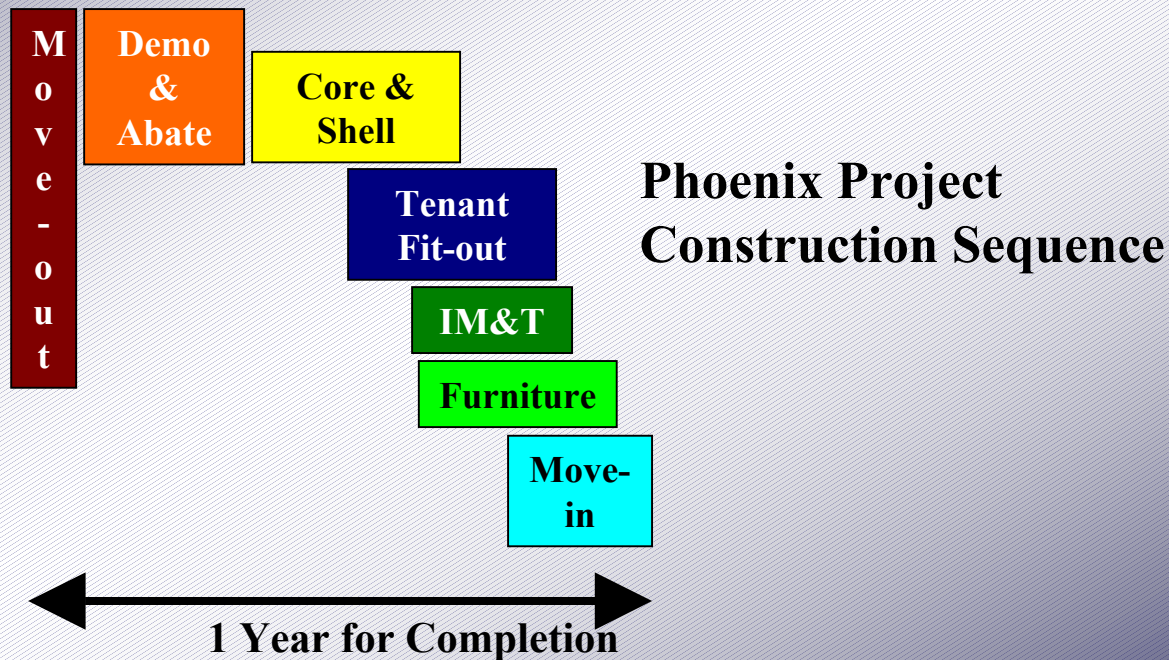 M
o
v
e
-
o
u
t
Demo
&
Abate
Core &
Shell
Tenant
Fit-out
IM&T
Furniture
Move-
in
Phoenix Project
Construction Sequence
1 Year for Completion